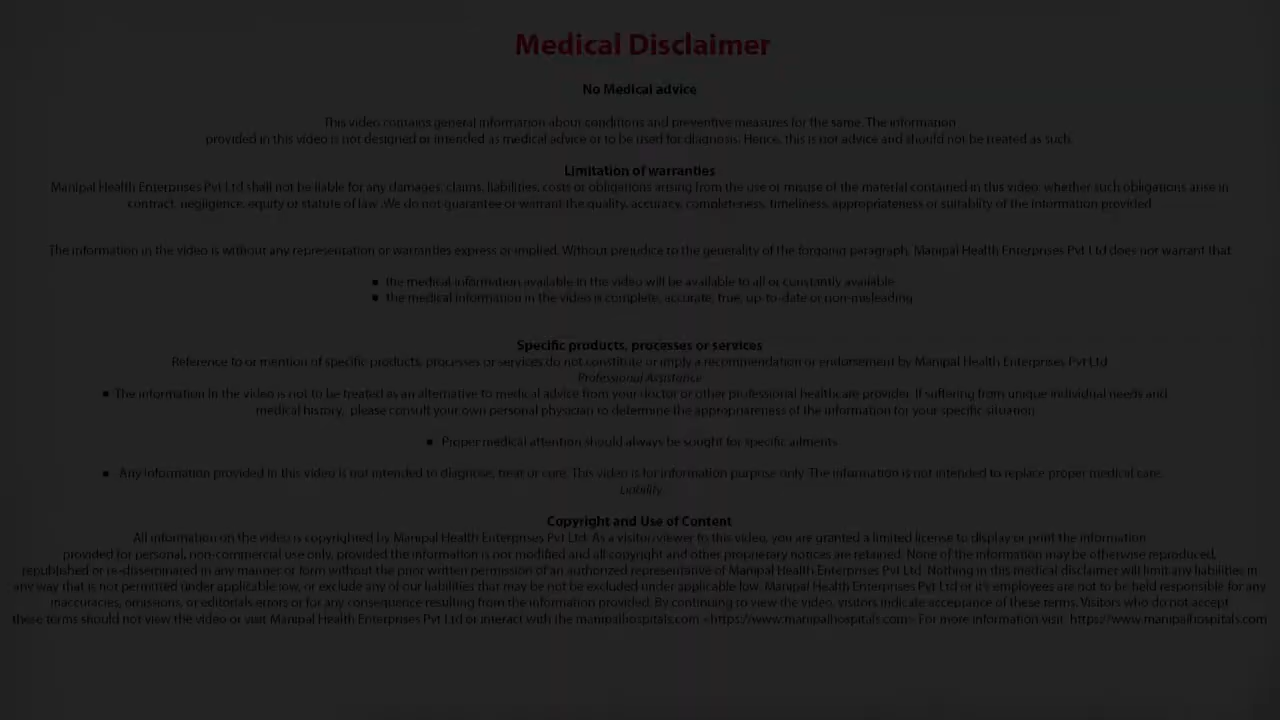 Medical Disclaimer
No Medical advice
This video contains general information about conditions and preventive measures for the same. The information
provided in this video is not designed or intended as medical advice or to be used for diagnosis. Hence, this is not advice and should not be treated as such.
Limitation of warranties
Manipal Health Enterprises Pvt Ltd shall not be liable for any damages, claims, liabilities, costs or obligations arising from the use or misuse of the material contained in this video, whether such obligations arise in
contract, negligence, equity or statute of law .We do not guarantee or warrant the quality, accuracy, completeness, timeliness, appropriateness or suitability of the information provided
The information in the video is without any representation or warranties express or implied. Without prejudice to the generality of the forgoing paragraph, Manipal Health Enterprises Pvt Ltd does not warrant that
▪ the medical information available in the video will be available to all or constantly available
▪ the medical information in the video is complete, accurate, true, up-to-date or non-misleading
Specific products, processes or services
Reference to or mention of specific products, processes or services do not constitute or imply a recommendation or endorsement by Manipal Health Enterprises Pvt Ltd
Professional Assistance
▪ The information in the video is not to be treated as an alternative to medical advice from your doctor or other professional healthcare provider. If suffering from unique individual needs and
medical history, please consult your own personal physician to determine the appropriateness of the information for your specific situation
▪ Proper medical attention should always be sought for specific ailments
▪ Any information provided in this video is not intended to diagnose, treat or cure. This video is for information purpose only. The information is not intended to replace proper medical care.
Liability
Copyright and Use of Content
All information on the video is copyrighted by Manipal Health Enterprises Pvt Ltd. As a visitor/viewer to this video, you are granted a limited license to display or print the information
provided for personal, non-commercial use only, provided the information is not modified and all copyright and other proprietary notices are retained. None of the information may be otherwise reproduced,
republished or re-disseminated in any manner or form without the prior written permission of an authorized representative of Manipal Health Enterprises Pvt Ltd. Nothing in this medical disclaimer will limit any liabilities in
any way that is not permitted under applicable low, or exclude any of our liabilities that may be not be excluded under applicable low. Manipal Health Enterprises Pvt Ltd or it's employees are not to be held responsible for any
inaccuracies, omissions, or editorials errors or for any consequence resulting from the information provided. By continuing to view the video, visitors indicate acceptance of these terms. Visitors who do not accept
these terms should not view the video or visit Manipal Health Enterprises Pvt Ltd or interact with the manipalhospitals.com <https://www.manipalhospitals.com> For more information visit https://www.manipalhospitals.com